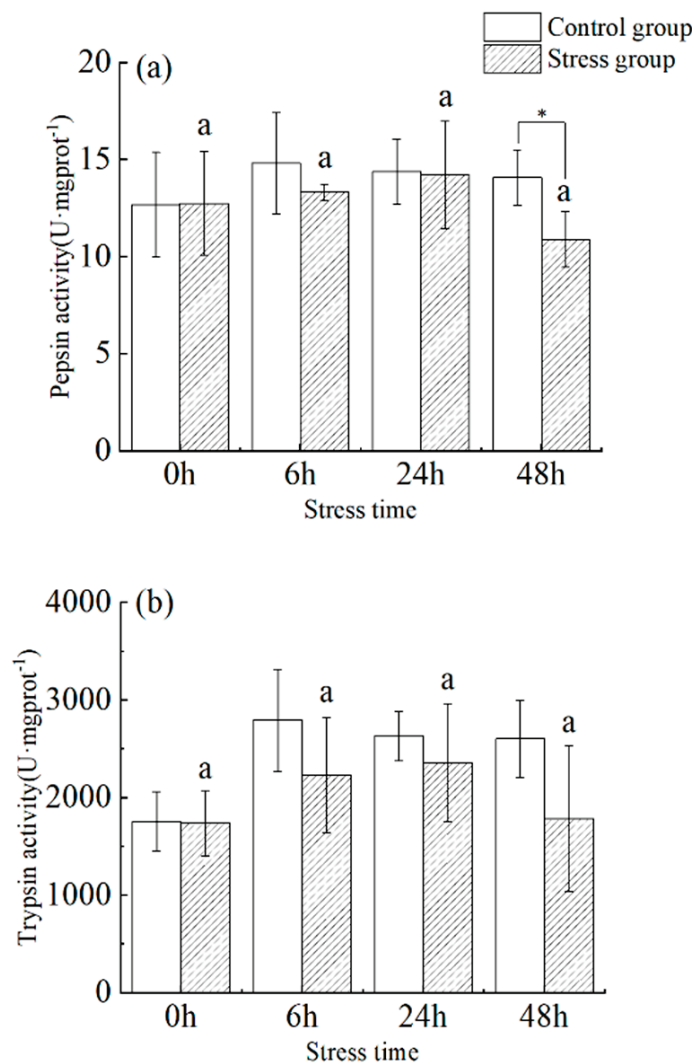 Control group
Stress group
(a)
20
15
10
5
0
a
a
a
*
a
Pepsin activity(U·mgprot⁻¹)
0h 6h 24h 48h
Stress time
(b)
4000
3000
2000
1000
0
a
a
a
a
Trypsin activity(U·mgprot⁻¹)
0h 6h 24h 48h
Stress time